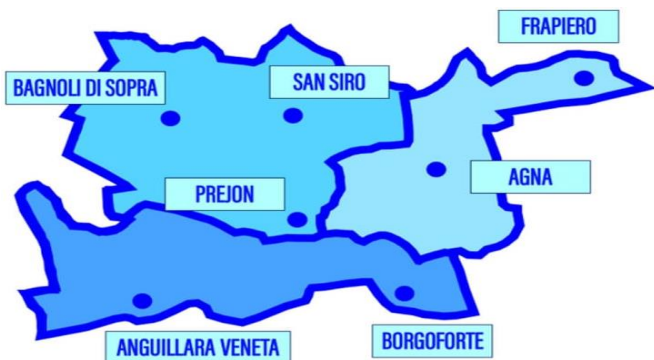 FRAPIERO
BAGNOLI DI SOPRA
SAN SIRO
PREJON
AGNA
ANGUILLARA VENETA
BORGOFORTE